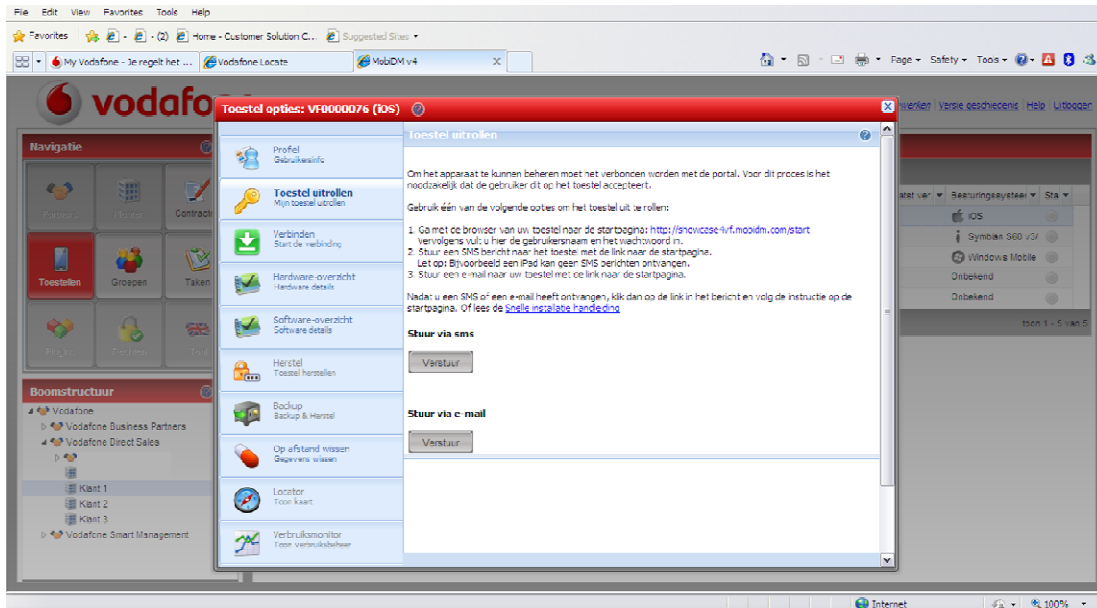 File Edit View Favorites Tools Help
Favorites (2) Home - Customer Solution C... Suggested Sites
My Vodafone - Je regelt het ... Vodafone Locate MobiDM v4 X
Page Safety Tools
vodafo
Versie geschiedenis Help Uitloggen
Toestel opties: VF0000076 (iOS)
Navigatie
Contracte
Toestellen Groepen Taken
Boomstructuur
Vodafone
Vodafone Business Partners
Vodafone Direct Sales
Klant 1
Klant 2
Klant 3
Vodafone Smart Management
Profiel
Gebruikersinfo
Toestel uitrollen
Mijn toestel uitrollen
Verbinden
Start de verbinding
Hardware-overzicht
Hardware details
Software-overzicht
Software details
Herstel
Toestel herstellen
Backup
Backup & Herstel
Op afstand wissen
Gegevens wissen
Locator
Toon kaart
Verbruiksmonitor
Toon verbruiksbeheer
Toestel uitrollen
Om het apparaat te kunnen beheren moet het verbonden worden met de portal. Voor dit proces is het
noodzakelijk dat de gebruiker dit op het toestel accepteert.
Gebruik één van de volgende opties om het toestel uit te rollen:
1. Ga met de browser van uw toestel naar de startpagina: http://showcase4vf.mobidm.com/start
Vervolgens vult u hier de gebruikersnaam en het wachtwoord in.
2. Stuur een SMS bericht naar het toestel met de link naar de startpagina.
Let op: Bijvoorbeeld een iPad kan geen SMS berichten ontvangen.
3. Stuur een e-mail naar uw toestel met de link naar de startpagina.
Nadat u een SMS of een e-mail heeft ontvangen, klik dan op de link in het bericht en volg de instructie op de
startpagina. Of lees de Snelle installatie handleiding
Stuur via sms
Verstuur
Stuur via e-mail
Verstuur
Besturingssysteem Sta
iOS
Symbian S60 v3/
Windows Mobile
Onbekend
Onbekend
toon 1 - 5 van 5
Internet 100%